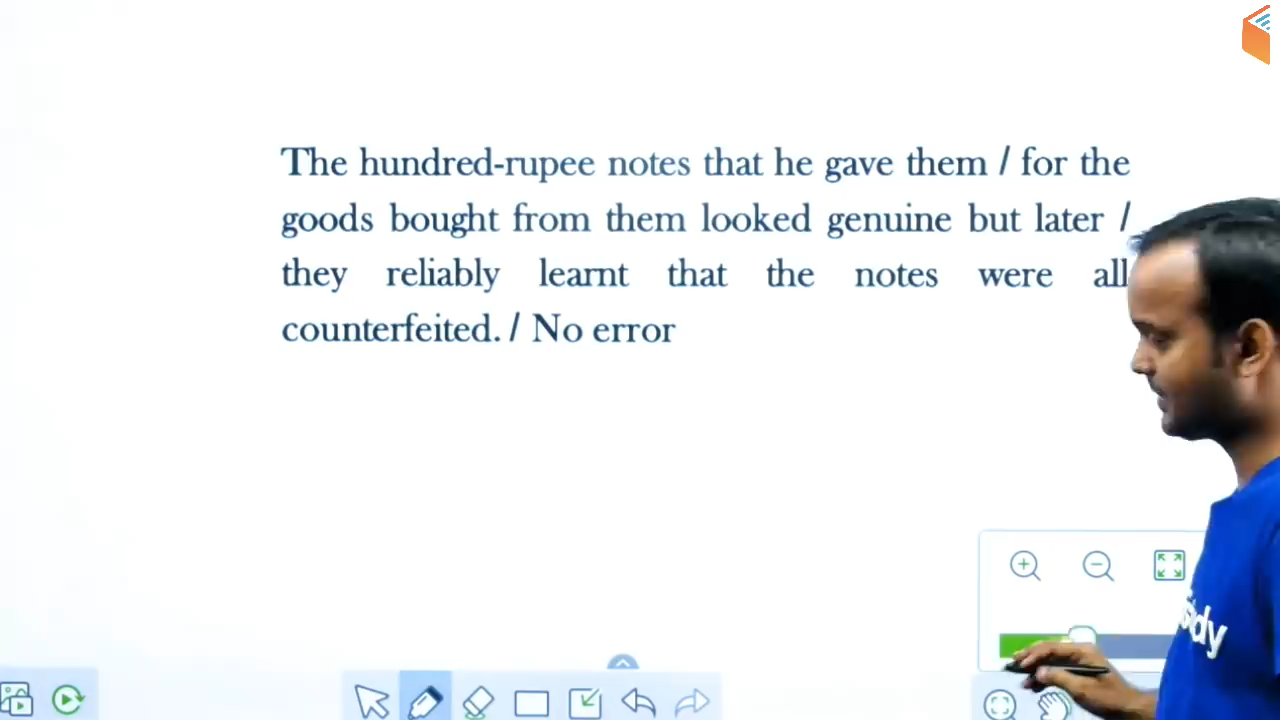 The hundred-rupee notes that he gave them / for the
goods bought from them looked genuine but later /
they reliably learnt that the notes were all
counterfeited. / No error